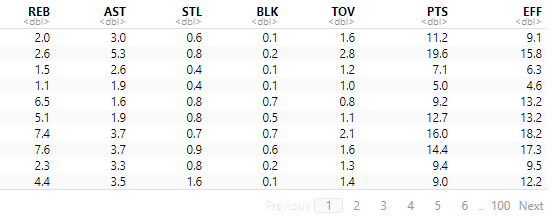 REB AST STL BLK TOV PTS EFF
<dbl> <dbl> <dbl> <dbl> <dbl> <dbl> <dbl>
2.0 3.0 0.6 0.1 1.6 11.2 9.1
2.6 5.3 0.8 0.2 2.8 19.6 15.8
1.5 2.6 0.4 0.1 1.2 7.1 6.3
1.1 1.9 0.4 0.1 1.0 5.0 4.6
6.5 1.6 0.8 0.7 0.8 9.2 13.2
5.1 1.9 0.8 0.5 1.1 12.7 13.2
7.4 3.7 0.7 0.7 2.1 16.0 18.2
7.6 3.7 0.9 0.6 1.6 14.4 17.3
2.3 3.3 0.8 0.2 1.3 9.4 9.5
4.4 3.5 1.6 0.1 1.4 9.0 12.2
Previous 1 2 3 4 5 6 ... 100 Next